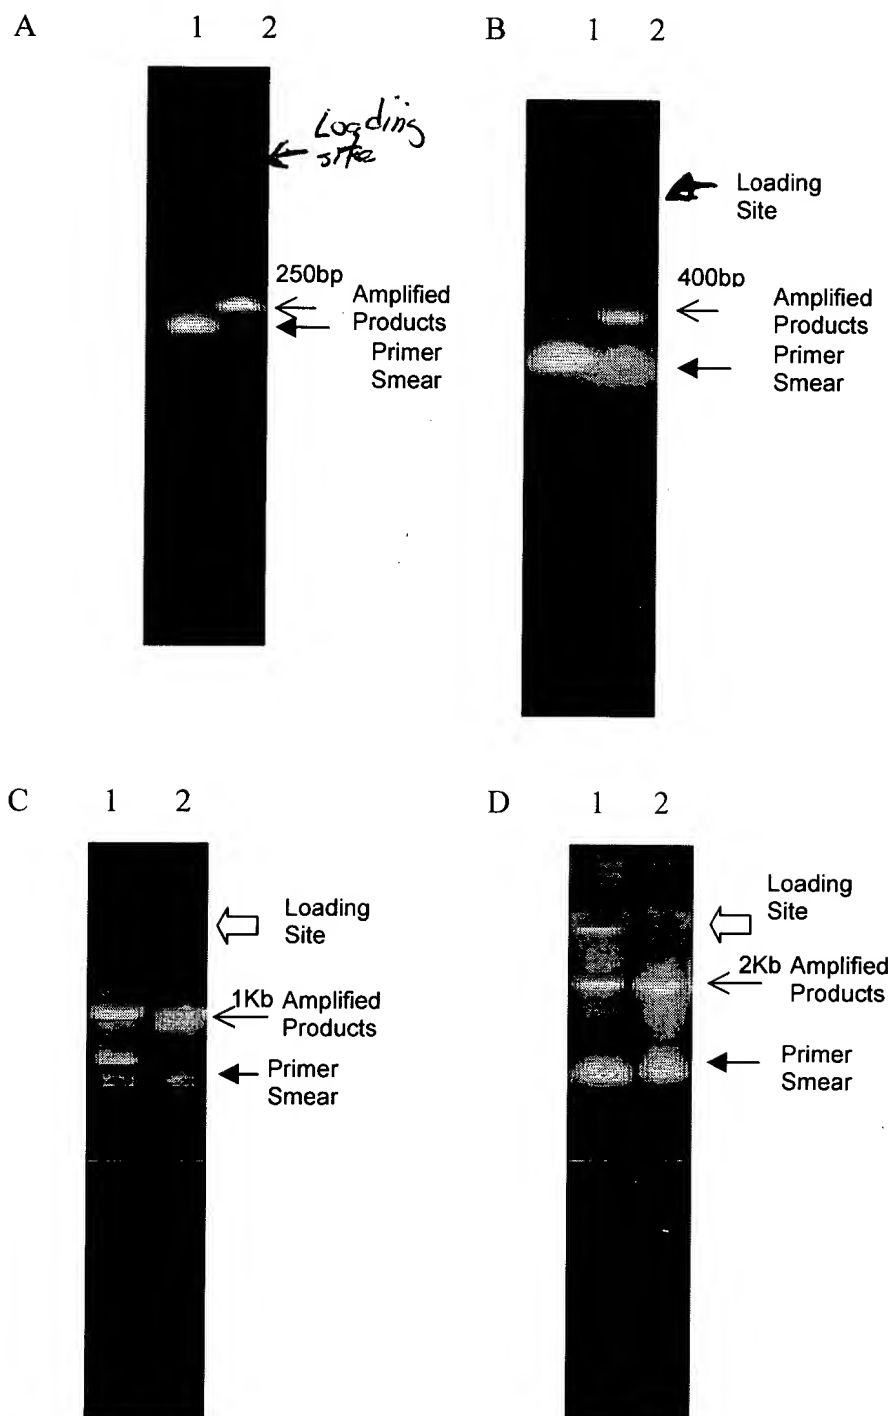 A 1 2
Loading
site
250bp
Amplified
Products
Primer
Smear
B 1 2
Loading
Site
400bp
Amplified
Products
Primer
Smear
C 1 2
Loading
Site
1Kb Amplified
Products
Primer
Smear
D 1 2
Loading
Site
2Kb Amplified
Products
Primer
Smear